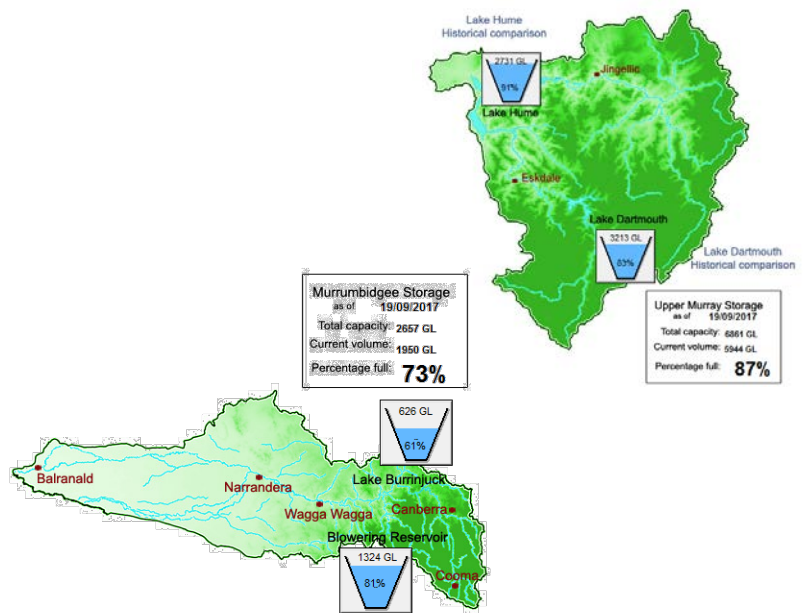 Lake Hume
Historical comparison
2731 GL
91%
Lake Hume
Jingellic
Eskdale
Lake Dartmouth
3213 GL
83%
Lake Dartmouth
Historical comparison
Murrumbidgee Storage
as of 19/09/2017
Total capacity: 2657 GL
Current volume: 1950 GL
Percentage full: 73%
Upper Murray Storage
as of 19/09/2017
Total capacity: 6861 GL
Current volume: 5944 GL
Percentage full: 87%
626 GL
61%
Lake Burrinjuck
Balranald
Narrandera
Wagga Wagga
Canberra
Blowering Reservoir
1324 GL
81%
Cooma